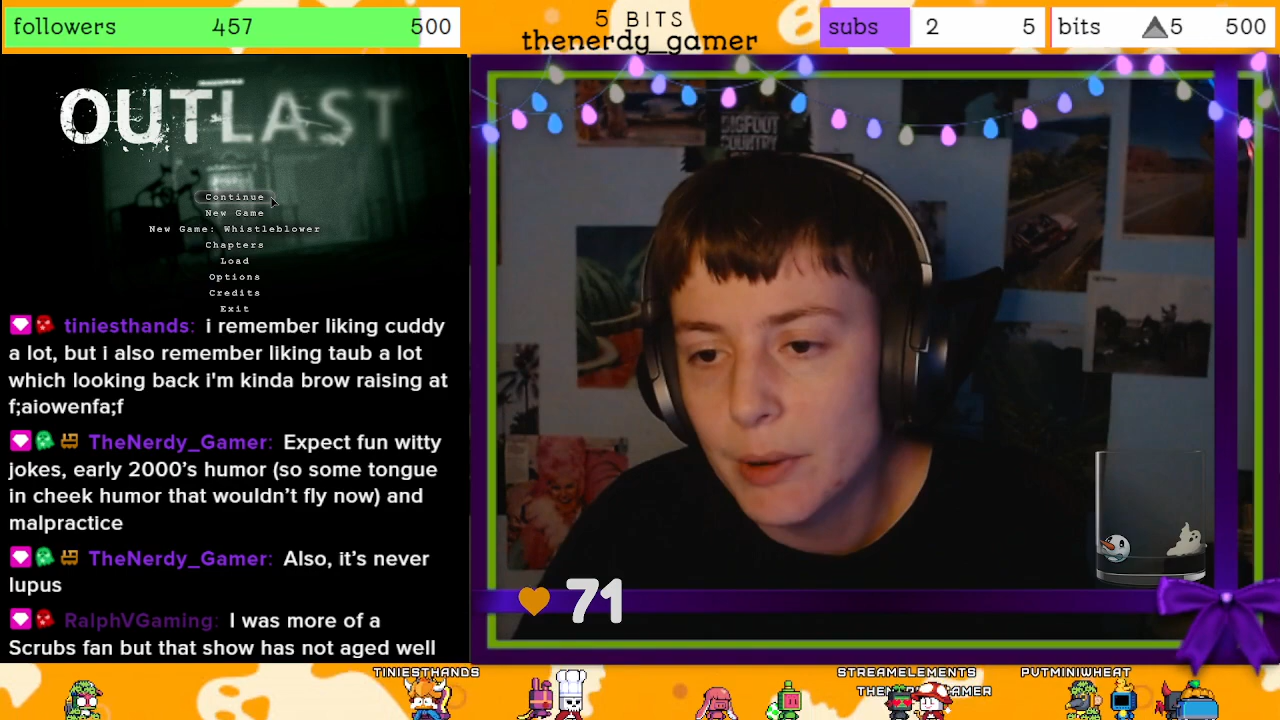 followers 457 500
5 BITS
thenerdy_gamer
subs 2 5
bits 5 500
OUTLAST
Continue
New Game
New Game: Whistleblower
Chapters
Load
Options
Credits
Exit
BIGFOOT
COUNTRY
tiniesthands: i remember liking cuddy
a lot, but i also remember liking taub a lot
which looking back i'm kinda brow raising at
f;aiowenfa;f
TheNerdy_Gamer: Expect fun witty
jokes, early 2000's humor (so some tongue
in cheek humor that wouldn't fly now) and
malpractice
TheNerdy_Gamer: Also, it's never
lupus
RalphVGaming: I was more of a
Scrubs fan but that show has not aged well
71
TINIESTHANDS
STREAMELEMENTS
PUTMINIWHEAT